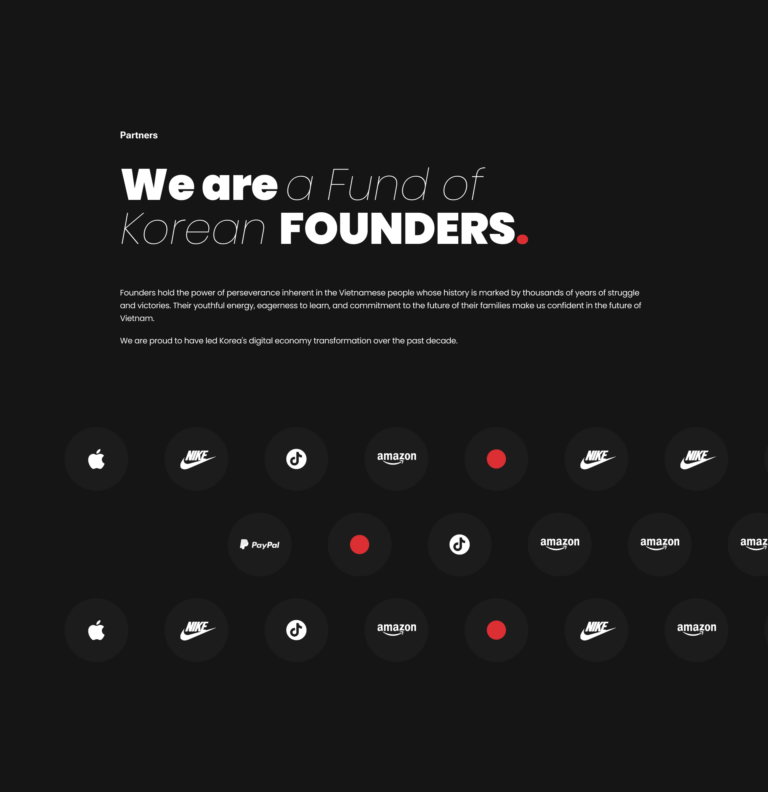 Partners
We are a Fund of
Korean FOUNDERS.
Founders hold the power of perseverance inherent in the Vietnamese people whose history is marked by thousands of years of struggle
and victories. Their youthful energy, eagerness to learn, and commitment to the future of their families make us confident in the future of
Vietnam.
We are proud to have led Korea's digital economy transformation over the past decade.
NIKE amazon NIKE NIKE
PayPal amazon amazon amaz
NIKE amazon NIKE amazon